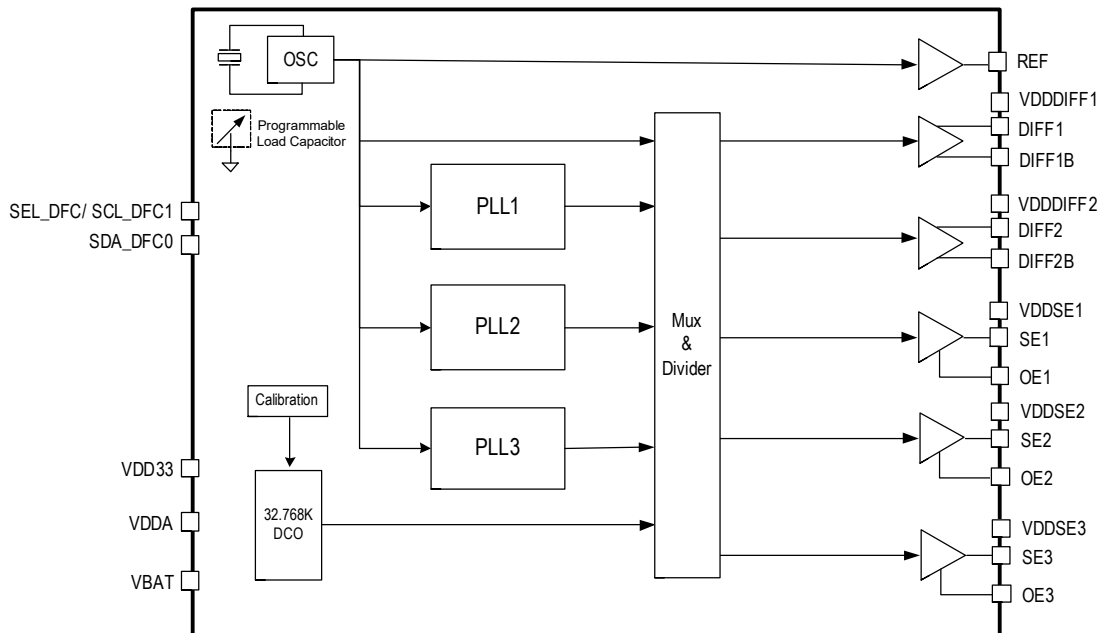 OSC
REF
VDDDIFF1
Programmable
Load Capacitor
DIFF1
DIFF1B
SEL_DFC/ SCL_DFC1
PLL1
VDDDIFF2
SDA_DFC0
DIFF2
DIFF2B
PLL2
Mux
&
Divider
VDDSE1
SE1
OE1
Calibration
VDDSE2
PLL3
SE2
VDD33
OE2
32.768K
DCO
VDDA
VDDSE3
SE3
VBAT
OE3